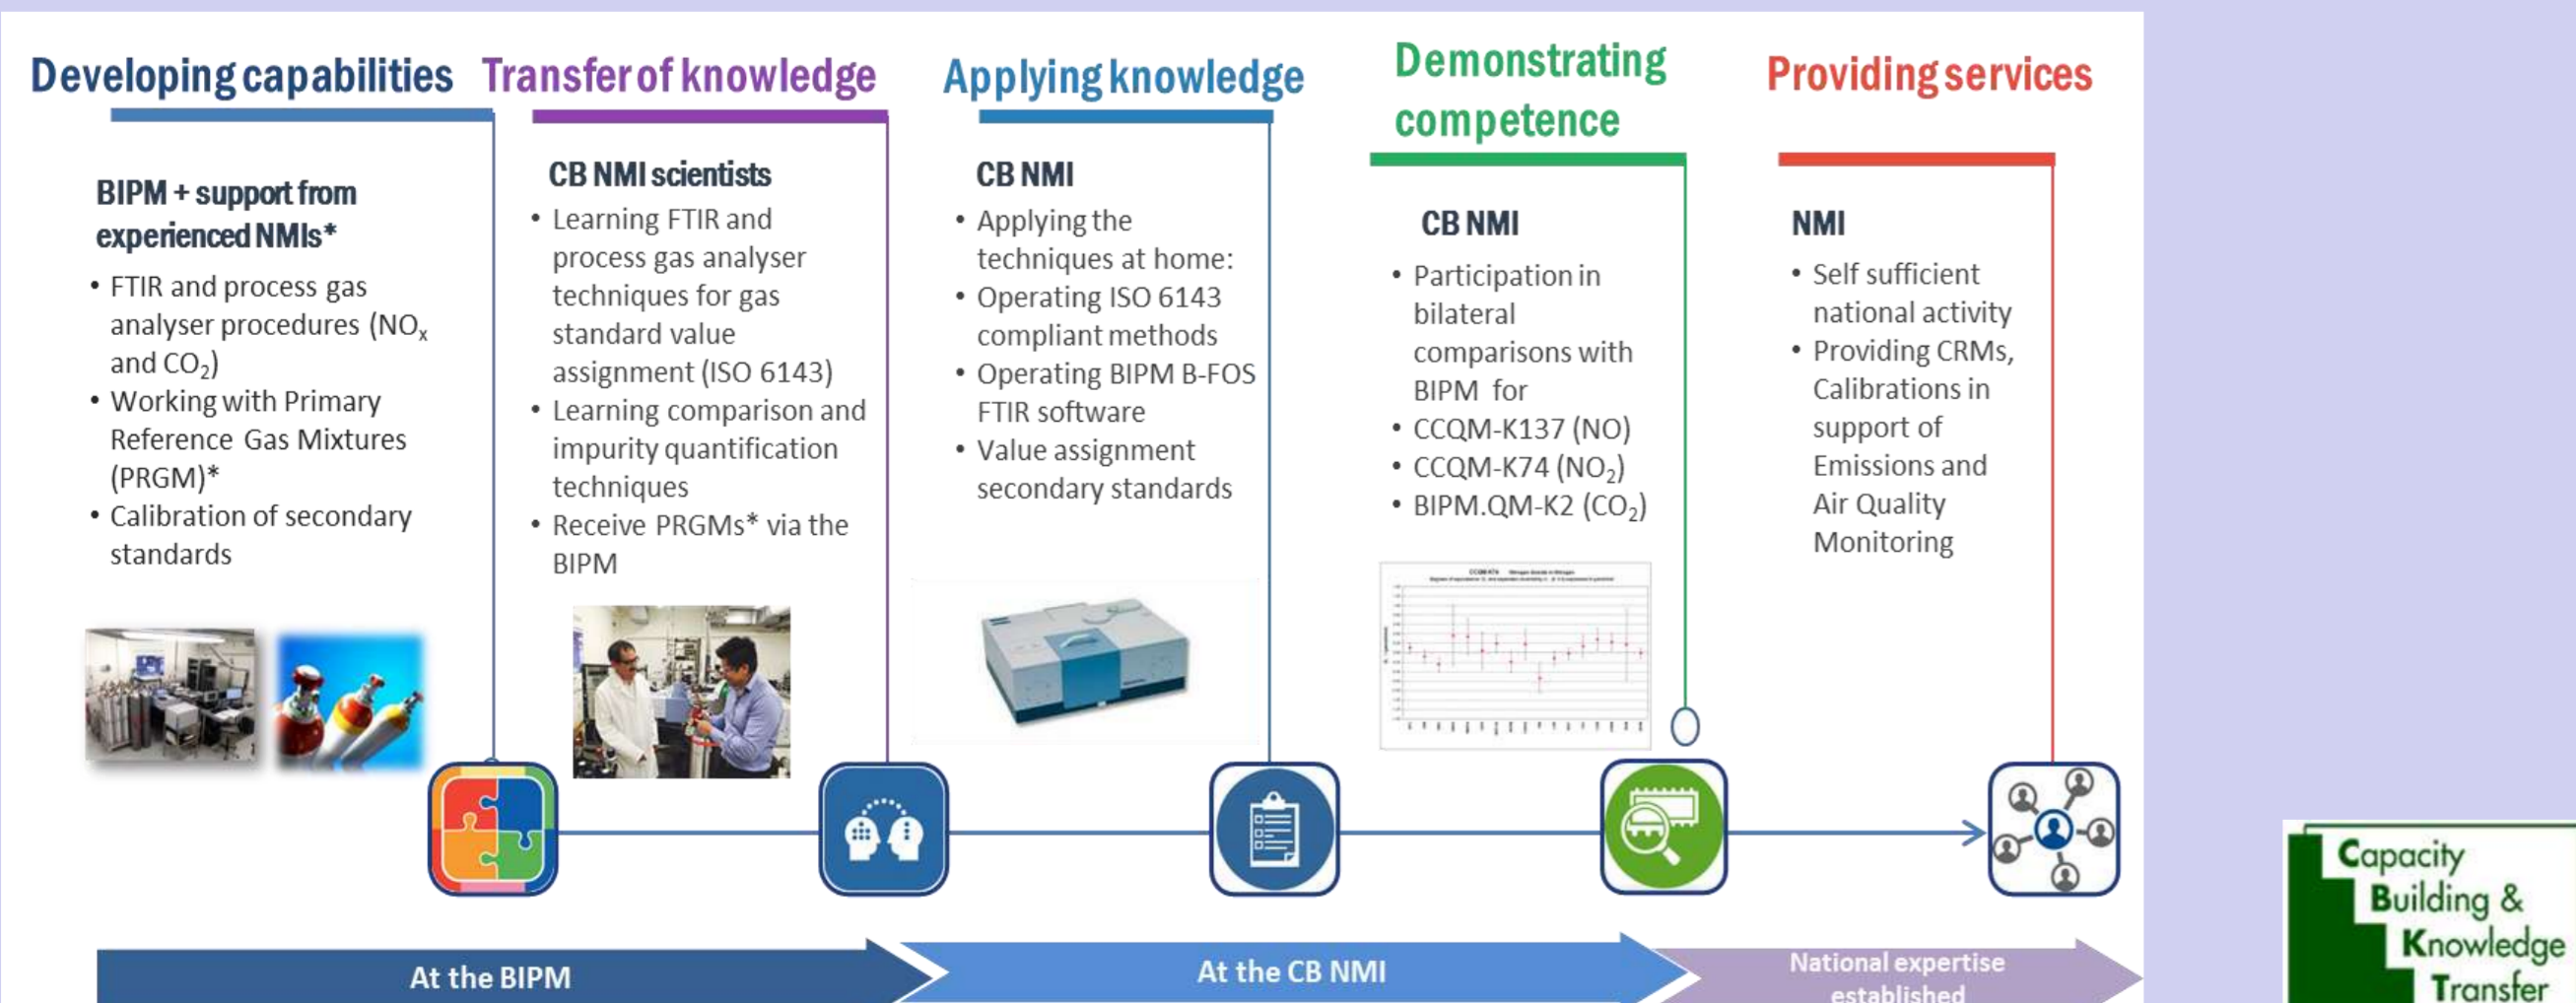 Developing capabilities
BIPM + support from
experienced NMIs*
• FTIR and process gas
analyser procedures (NOₓ
and CO₂)
• Working with Primary
Reference Gas Mixtures
(PRGM)*
• Calibration of secondary
standards
Transfer of knowledge
CB NMI scientists
• Learning FTIR and
process gas analyser
techniques for gas
standard value
assignment (ISO 6143)
• Learning comparison and
impurity quantification
techniques
• Receive PRGMs* via the
BIPM
Applying knowledge
CB NMI
• Applying the
techniques at home:
• Operating ISO 6143
compliant methods
• Operating BIPM B-FOS
FTIR software
• Value assignment
secondary standards
Demonstrating
competence
CB NMI
• Participation in
bilateral
comparisons with
BIPM for
• CCQM-K137 (NO)
• CCQM-K74 (NO₂)
• BIPM.QM-K2 (CO₂)
Providing services
NMI
• Self sufficient
national activity
• Providing CRMs,
Calibrations in
support of
Emissions and
Air Quality
Monitoring
At the BIPM
At the CB NMI
National expertise
established
Capacity
Building &
Knowledge
Transfer